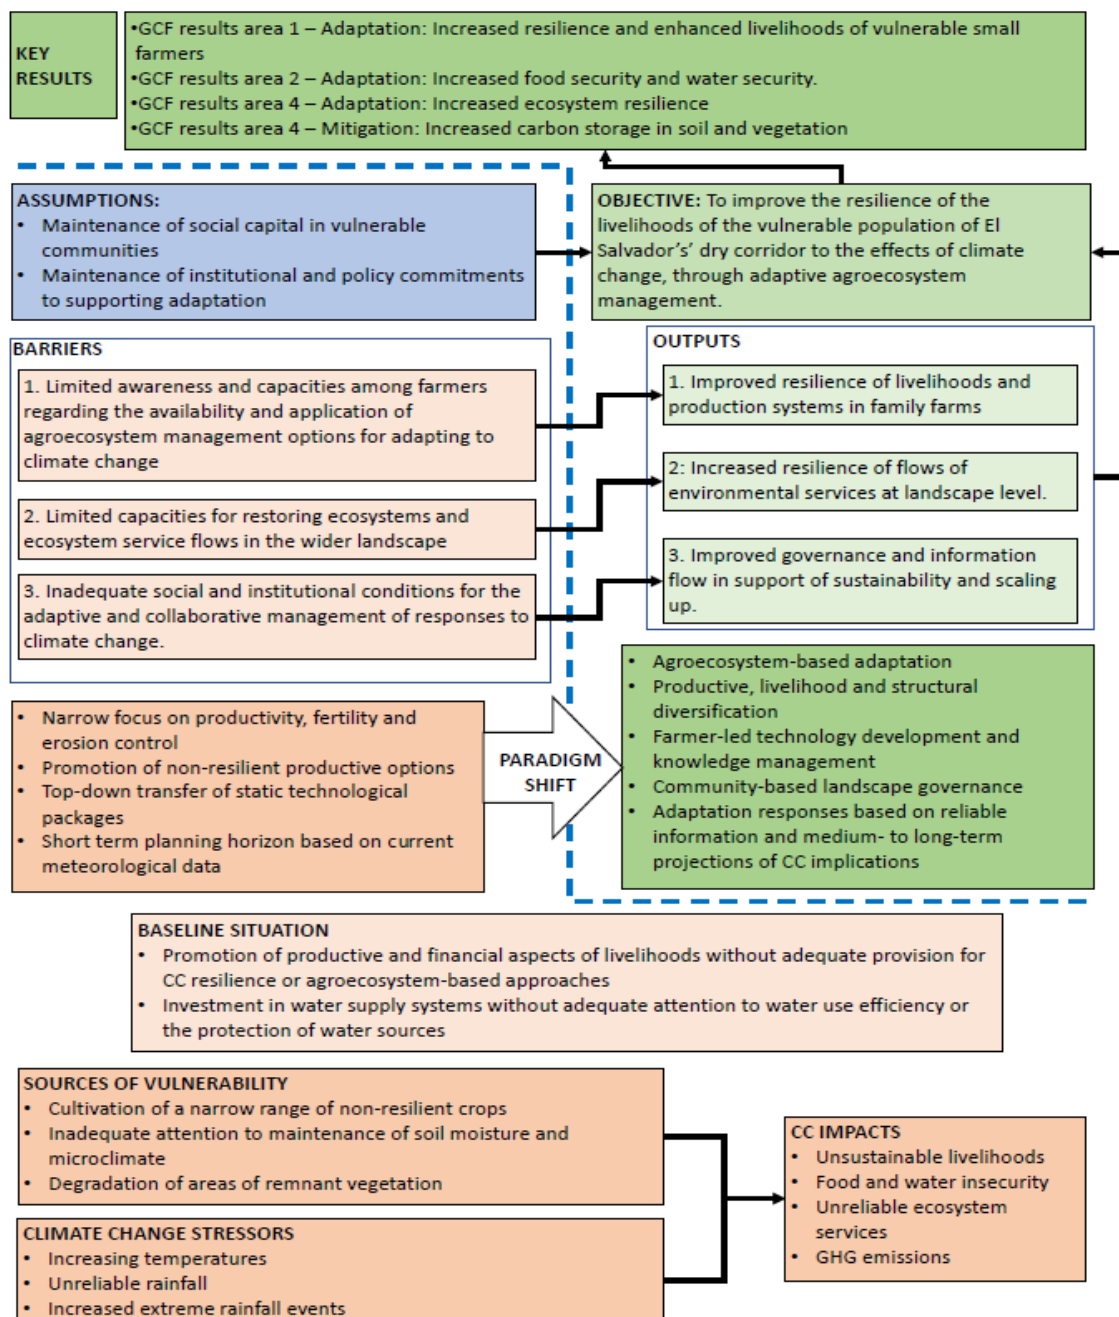 KEY
RESULTS
•GCF results area 1 – Adaptation: Increased resilience and enhanced livelihoods of vulnerable small
farmers
•GCF results area 2 – Adaptation: Increased food security and water security.
•GCF results area 4 – Adaptation: Increased ecosystem resilience
•GCF results area 4 – Mitigation: Increased carbon storage in soil and vegetation
ASSUMPTIONS:
• Maintenance of social capital in vulnerable
communities
• Maintenance of institutional and policy commitments
to supporting adaptation
OBJECTIVE: To improve the resilience of the
livelihoods of the vulnerable population of El
Salvador's' dry corridor to the effects of climate
change, through adaptive agroecosystem
management.
BARRIERS
1. Limited awareness and capacities among farmers
regarding the availability and application of
agroecosystem management options for adapting to
climate change
2. Limited capacities for restoring ecosystems and
ecosystem service flows in the wider landscape
3. Inadequate social and institutional conditions for the
adaptive and collaborative management of responses to
climate change.
OUTPUTS
1. Improved resilience of livelihoods and
production systems in family farms
2: Increased resilience of flows of
environmental services at landscape level.
3. Improved governance and information
flow in support of sustainability and scaling
up.
• Narrow focus on productivity, fertility and
erosion control
• Promotion of non-resilient productive options
• Top-down transfer of static technological
packages
• Short term planning horizon based on current
meteorological data
PARADIGM
SHIFT
• Agroecosystem-based adaptation
• Productive, livelihood and structural
diversification
• Farmer-led technology development and
knowledge management
• Community-based landscape governance
• Adaptation responses based on reliable
information and medium- to long-term
projections of CC implications
BASELINE SITUATION
• Promotion of productive and financial aspects of livelihoods without adequate provision for
CC resilience or agroecosystem-based approaches
• Investment in water supply systems without adequate attention to water use efficiency or
the protection of water sources
SOURCES OF VULNERABILITY
• Cultivation of a narrow range of non-resilient crops
• Inadequate attention to maintenance of soil moisture and
microclimate
• Degradation of areas of remnant vegetation
CLIMATE CHANGE STRESSORS
• Increasing temperatures
• Unreliable rainfall
• Increased extreme rainfall events
CC IMPACTS
• Unsustainable livelihoods
• Food and water insecurity
• Unreliable ecosystem
services
• GHG emissions